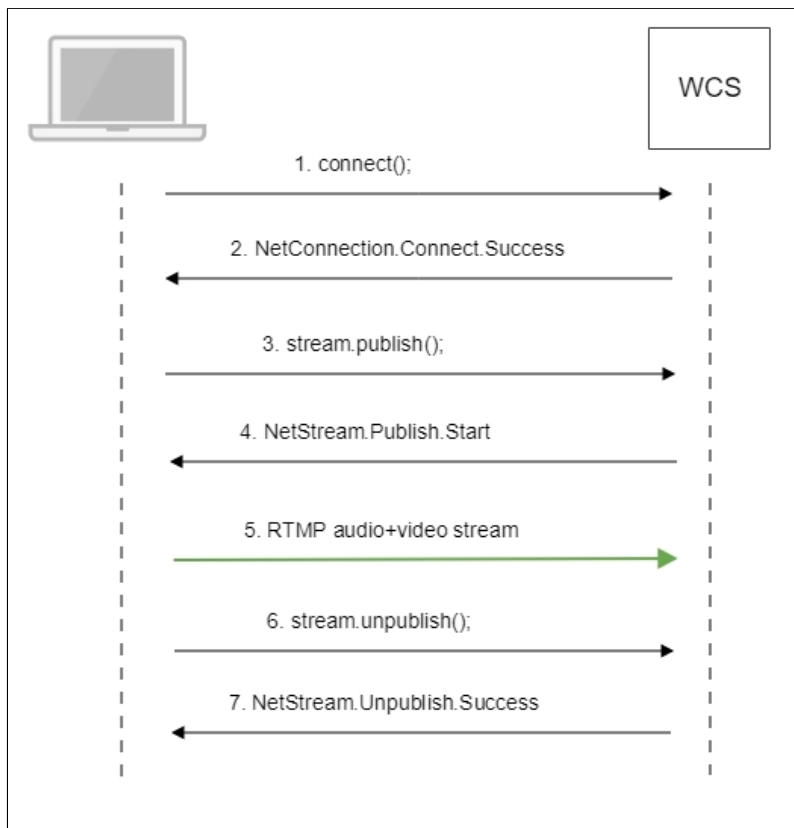 WCS
1. connect();
2. NetConnection.Connect.Success
3. stream.publish();
4. NetStream.Publish.Start
5. RTMP audio+video stream
6. stream.unpublish();
7. NetStream.Unpublish.Success